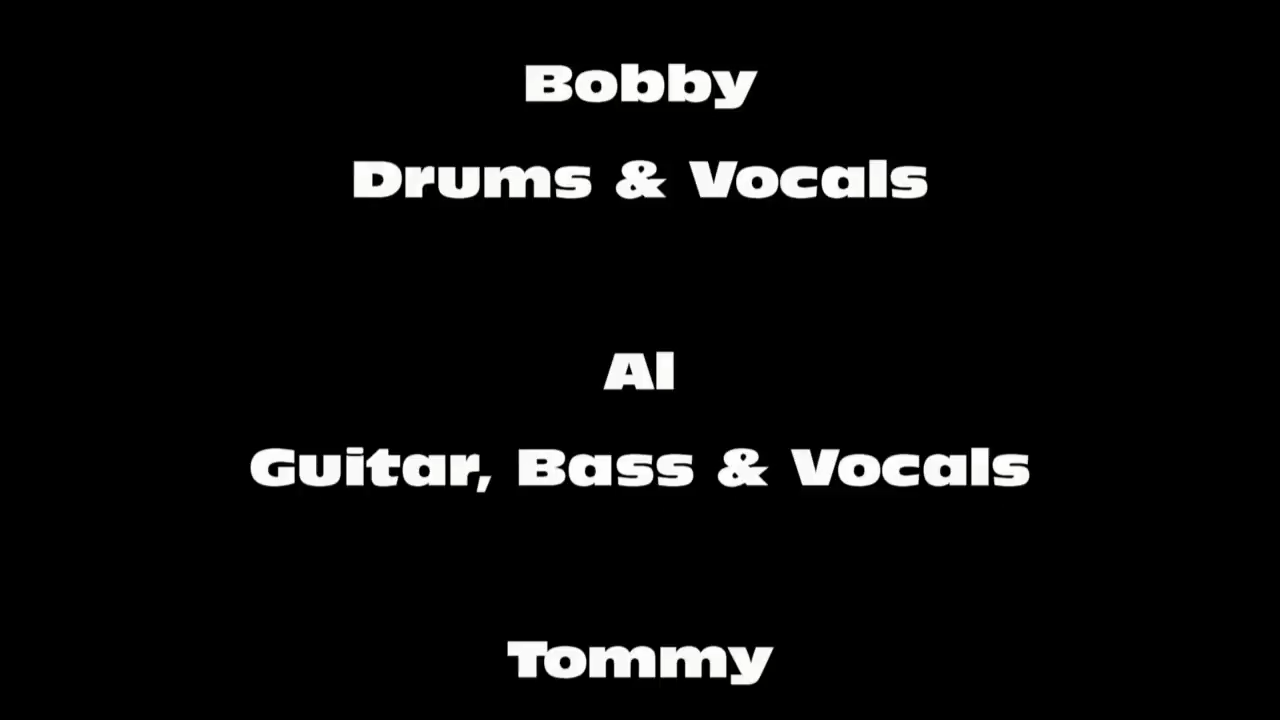 Bobby
Drums & Vocals
Al
Guitar, Bass & Vocals
Tommy